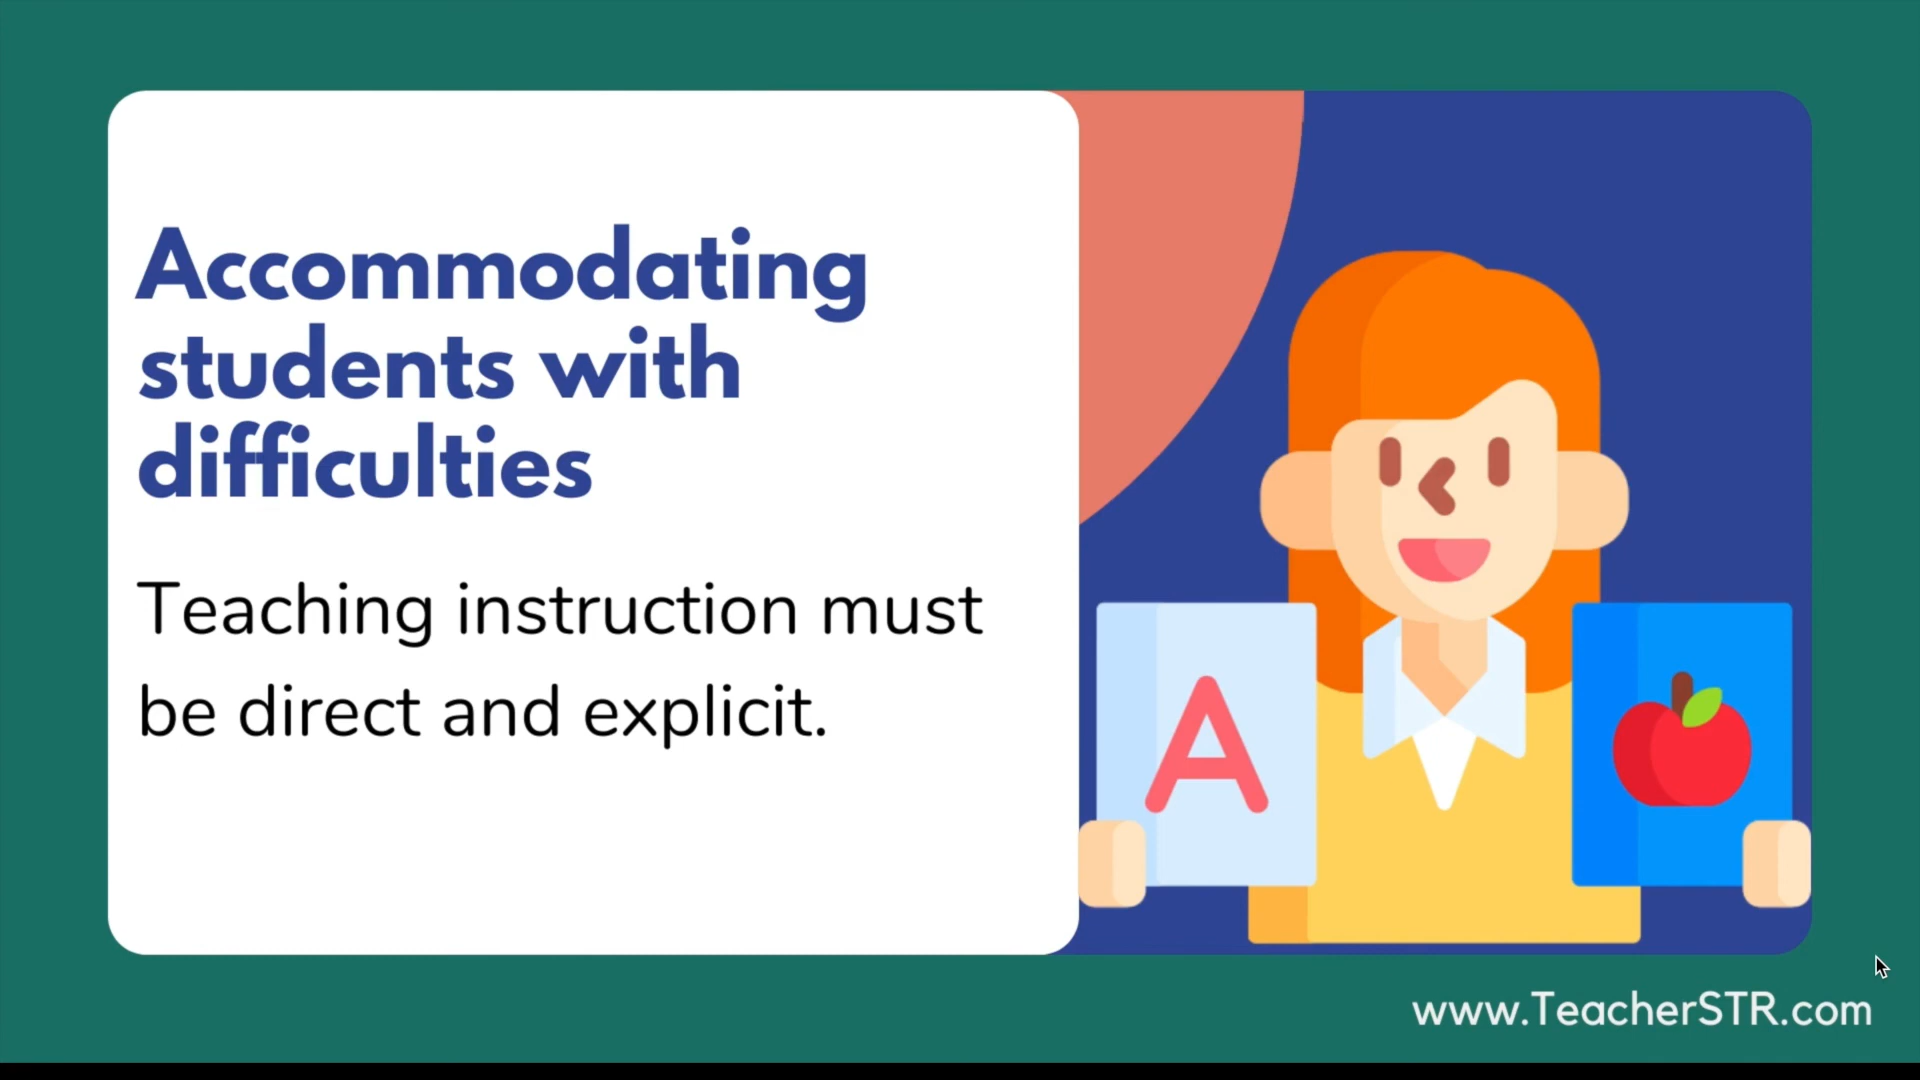 Accommodating
students with
difficulties
Teaching instruction must
be direct and explicit.
A
www.TeacherSTR.com